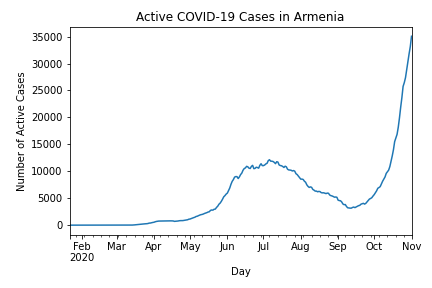 Active COVID-19 Cases in Armenia
Number of Active Cases
35000
30000
25000
20000
15000
10000
5000
0
Feb Mar Apr May Jun Jul Aug Sep Oct Nov
2020
Day